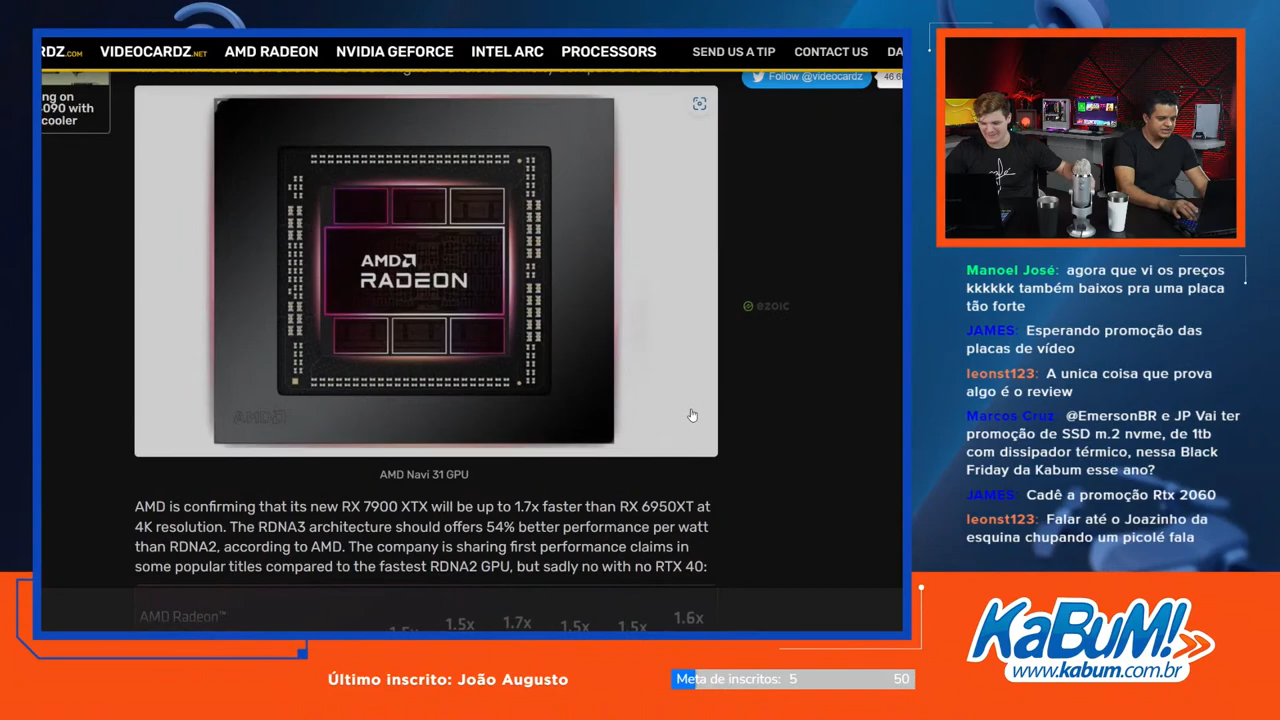 RDZ.COM VIDEOCARDZ.NET AMD RADEON NVIDIA GEFORCE INTEL ARC PROCESSORS SEND US A TIP CONTACT US DA
Follow @videocardz
ng on
090 with
cooler
AMD
RADEON
AMD
ezoic
AMD Navi 31 GPU
AMD is confirming that its new RX 7900 XTX will be up to 1.7x faster than RX 6950XT at
4K resolution. The RDNA3 architecture should offers 54% better performance per watt
than RDNA2, according to AMD. The company is sharing first performance claims in
some popular titles compared to the fastest RDNA2 GPU, but sadly no with no RTX 40:
AMD Radeon™
1.5x 1.7x 1.5x 1.5x 1.6x
Manoel José: agora que vi os preços
kkkkkk também baixos pra uma placa
tão forte
JAMES: Esperando promoção das
placas de vídeo
leonst123: A unica coisa que prova
algo é o review
Marcos Cruz: @EmersonBR e JP Vai ter
promoção de SSD m.2 nvme, de 1tb
com dissipador térmico, nessa Black
Friday da Kabum esse ano?
JAMES: Cadê a promoção Rtx 2060
leonst123: Falar até o Joazinho da
esquina chupando um picolé fala
KaBuM!
www.kabum.com.br
Último inscrito: João Augusto
Meta de inscritos: 5 50